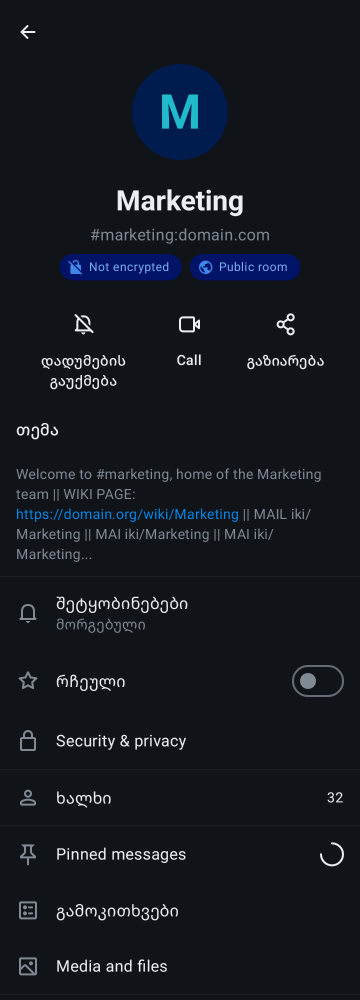 M
Marketing
#marketing:domain.com
Not encrypted
Public room
დადუმების
გაუქმება
Call
გაზიარება
თემა
Welcome to #marketing, home of the Marketing
team || WIKI PAGE:
https://domain.org/wiki/Marketing || MAIL iki/
Marketing || MAI iki/Marketing || MAI iki/
Marketing...
შეტყობინებები
მორგებული
რჩეული
Security & privacy
ხალხი
32
Pinned messages
გამოკითხვები
Media and files